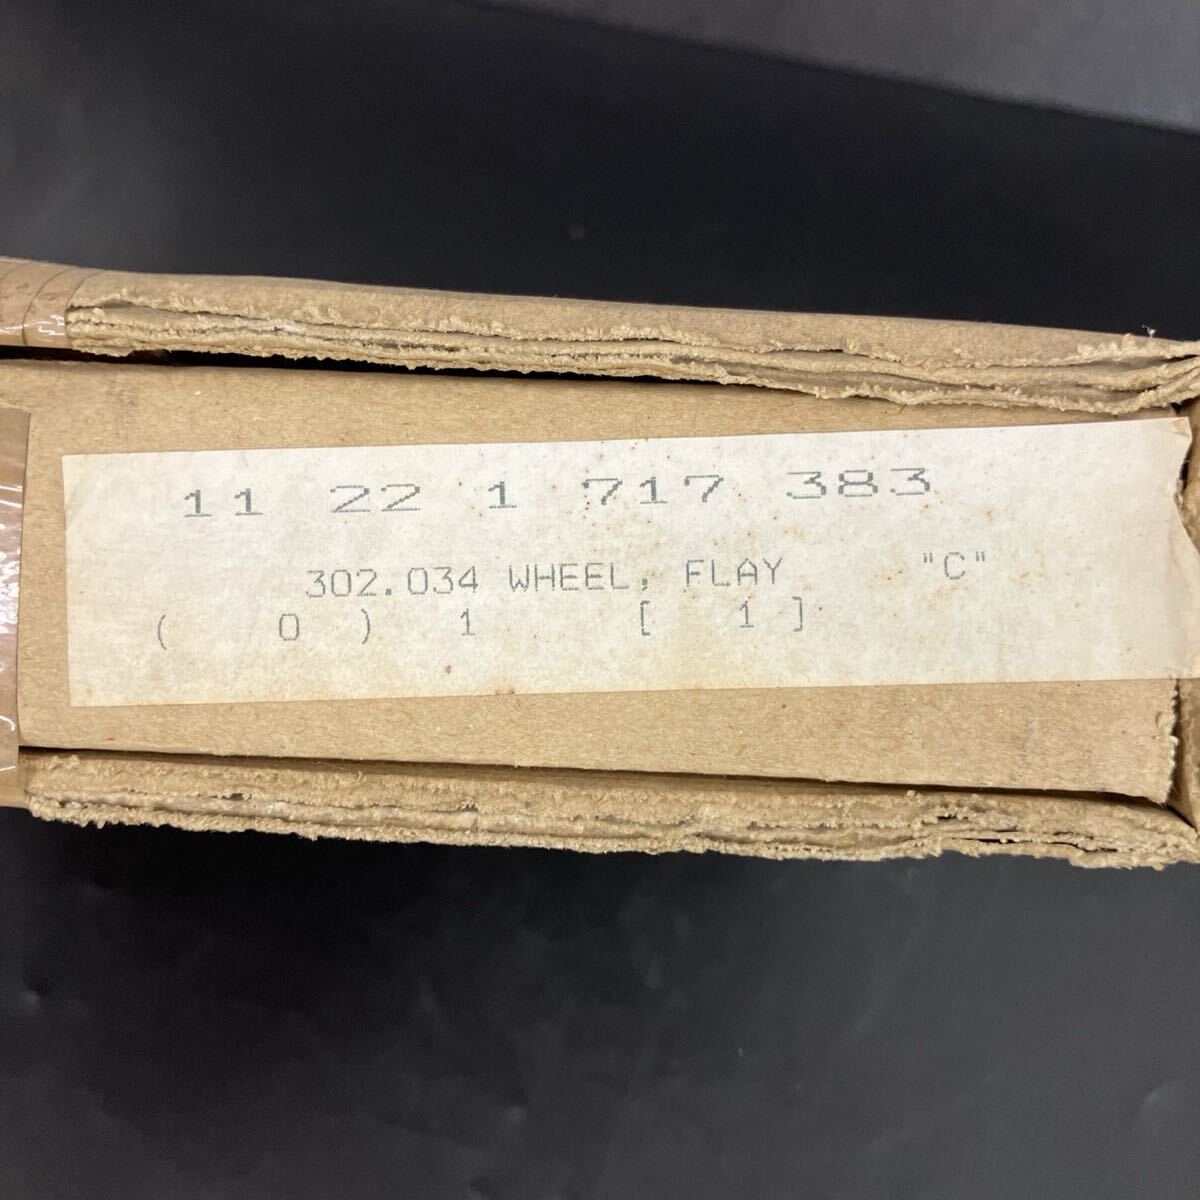 11 22 1 717 383
302.034 WHEEL, FLAY "C"
( 0 ) 1 [ 1 ]